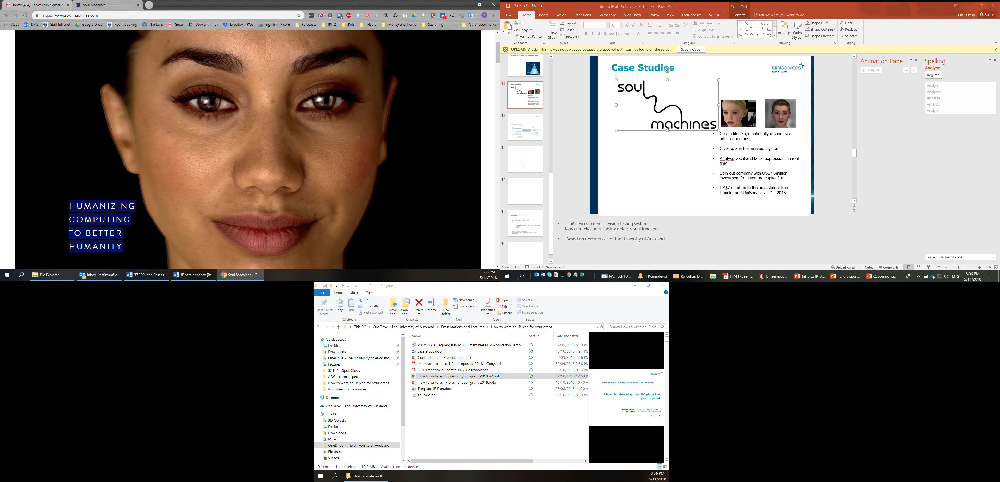 Inbox (464) - timstirrup@gmail.c
Soul Machines
https://www.soulmachines.com
Apps DMS Staff Intranet Google Drive Room Booking The Lens Gmail Derwent Innov Dropbox - ROS Sign In - IP.com Forecasts IPHQ Kids Media Money and Home Searching » Other bookmarks
HUMANIZING
COMPUTING
TO BETTER
HUMANITY
File Explorer
Inbox - t.stirrup@a...
37550 Idea Assess...
IP seminar.docx [Re...
Soul Machines - G...
3:06 PM
5/11/2018
Intro to IP at UniServices 2018.pptx - PowerPoint
Picture Tools
File Home Insert Design Transitions Animations Slide Show Review View EndNote X8 ACROBAT Format Tell me what you want to do... Tim Stirrup Share
Paste
Cut
Copy
Format Painter
Clipboard
New
Slide
Layout
Reset
Section
Slides
18
Font
Text Direction
Align Text
Convert to SmartArt
Paragraph
Arrange
Quick
Styles
Shape Fill
Shape Outline
Shape Effects
Drawing
Find
Replace
Select
Editing
UPLOAD FAILED This file was not uploaded because the specified path was not found on the server. Save a Copy
11
12
13
14
15
16
Case Studies
UNISERVICES
IDEAS TO LIFE
soul
machines
• Create life-like, emotionally responsive
artificial humans
• Created a virtual nervous system
• Analyse vocal and facial expressions in real
time
• Spin-out company with US$7.5million
investment from venture capital firm
• US$7.5 million further investment from
Daimler and UniServices – Oct 2018
• UniServices patents – vision testing system
to accurately and reliability detect visual function
• Based on research out of the University of Auckland
Animation Pane
Play All
Spelling
Analyse
Resume
Analyze
Analyses
Annalise
Analyst
Analyte
English (United States)
Slide 11 of 16 English (New Zealand) Upload Failed Notes Comments 75%
FW: Tech ID ...
1 Reminder(s)
Re: culicin D ...
[17417899 -...
UniServices ...
Intro to IP at...
I and E spon...
Capturing va...
ENG
3:06 PM
5/11/2018
How to write an IP plan for your grant
File Home Share View
Pin to Quick
access
Copy
Paste
Cut
Copy path
Paste shortcut
Clipboard
Move
to
Copy
to
Delete
Rename
Organize
New
folder
New item
Easy access
New
Properties
Open
Edit
History
Open
Select all
Select none
Invert selection
Select
This PC > OneDrive - The University of Auckland > Presentations and Lectures > How to write an IP plan for your grant
Search How to write an IP pla...
Quick access
Desktop
Downloads
OneDrive - The University of Auckland
Pictures
35184 - Spot Check
ADC example specs
How to write an IP plan for your grant
Info sheets & Resources
Dropbox
OneDrive - The University of Auckland
This PC
3D Objects
Desktop
Downloads
Music
OneDrive - The University of Auckland
Pictures
Videos
Name Status Date modified
2018_05_16 Aguergaray MBIE Smart Ideas Bid Application Templ... 17/05/2018 5:30 PM
case study.docx 16/10/2018 4:24 PM
Contracts Team Presentation.pptx 30/09/2018 2:56 PM
endeavour-fund-call-for-proposals-2018 - Copy.pdf 30/09/2018 2:56 PM
ERH_FreedomToOperate_ELSCDeskbook.pdf 16/10/2018 9:16 AM
How to write an IP plan for your grant 2018 v2.pptx 17/10/2018 12:59 P
How to write an IP plan for your grant 2018.pptx 16/10/2018 10:40 A
Template IP Plan.docx 23/08/2018 11:20 A
Thumbs.db 16/10/2018 5:00 PM
UniServices Commercialisation - IP Briefing
How to develop an IP plan for
your grant
Evelyn Body - Director of Commercialisation
Tim Stirrup - Intellectual Property Advisor
October 2018
9 items 1 item selected 19.2 MB Available on this device
How to write an IP ...
3:06 PM
5/11/2018